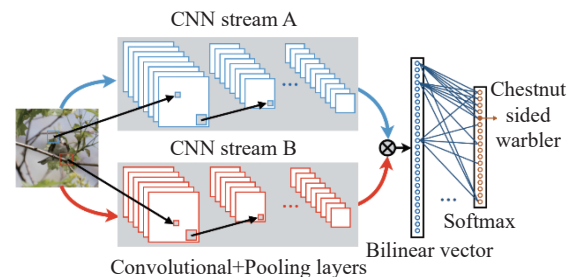 CNN stream A
CNN stream B
Convolutional+Pooling layers
Bilinear vector
Softmax
Chestnut
sided
warbler